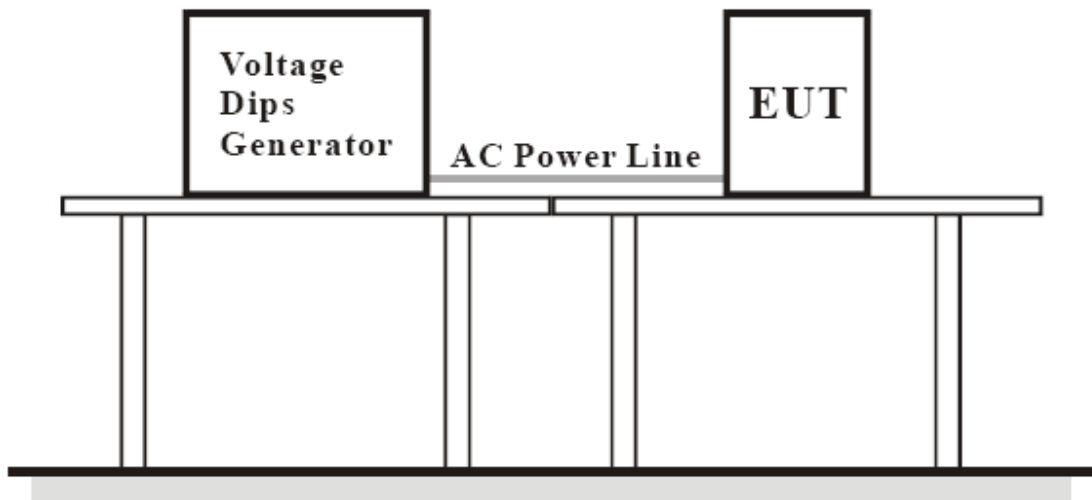 Voltage
Dips
Generator
EUT
AC Power Line